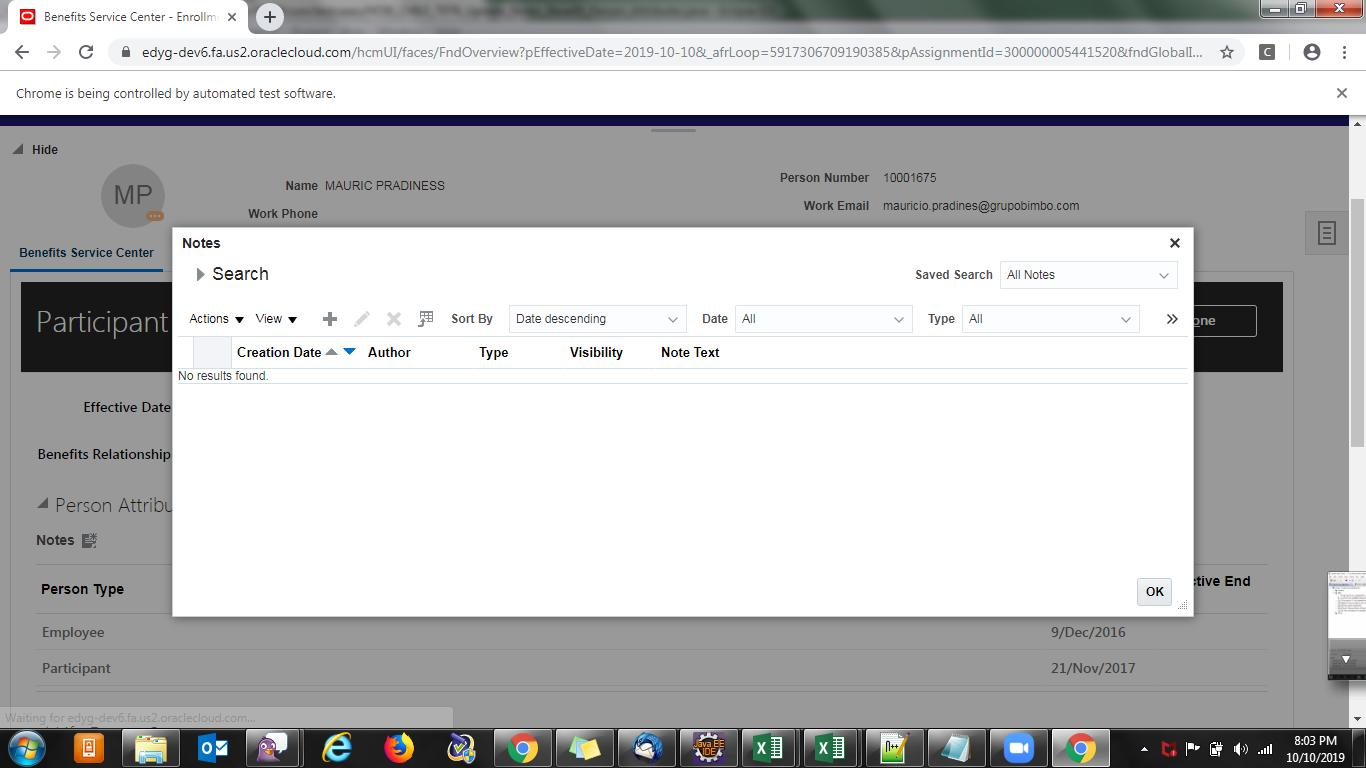 Benefits Service Center - Enrollm
edyg-dev6.fa.us2.oraclecloud.com/hcmUI/faces/FndOverview?pEffectiveDate=2019-10-10&_afrLoop=59173067091903​85&pAssignmentId=300000005441520&fndGlobalI...
Chrome is being controlled by automated test software.
Hide
MP
Name MAURIC PRADINESS
Person Number 10001675
Work Phone
Work Email mauricio.pradines@grupobimbo.com
Benefits Service Center
Notes
Search
Saved Search All Notes
Participant
Actions View Sort By Date descending Date All Type All »
one
Creation Date Author Type Visibility Note Text
No results found.
Effective Date
Benefits Relationship
Person Attribu
Notes
OK
Person Type
ctive End
Employee 9/Dec/2016
Participant 21/Nov/2017
Waiting for edyg-dev6.fa.us2.oraclecloud.com...
Java EE
IDE
8:03 PM
10/10/2019